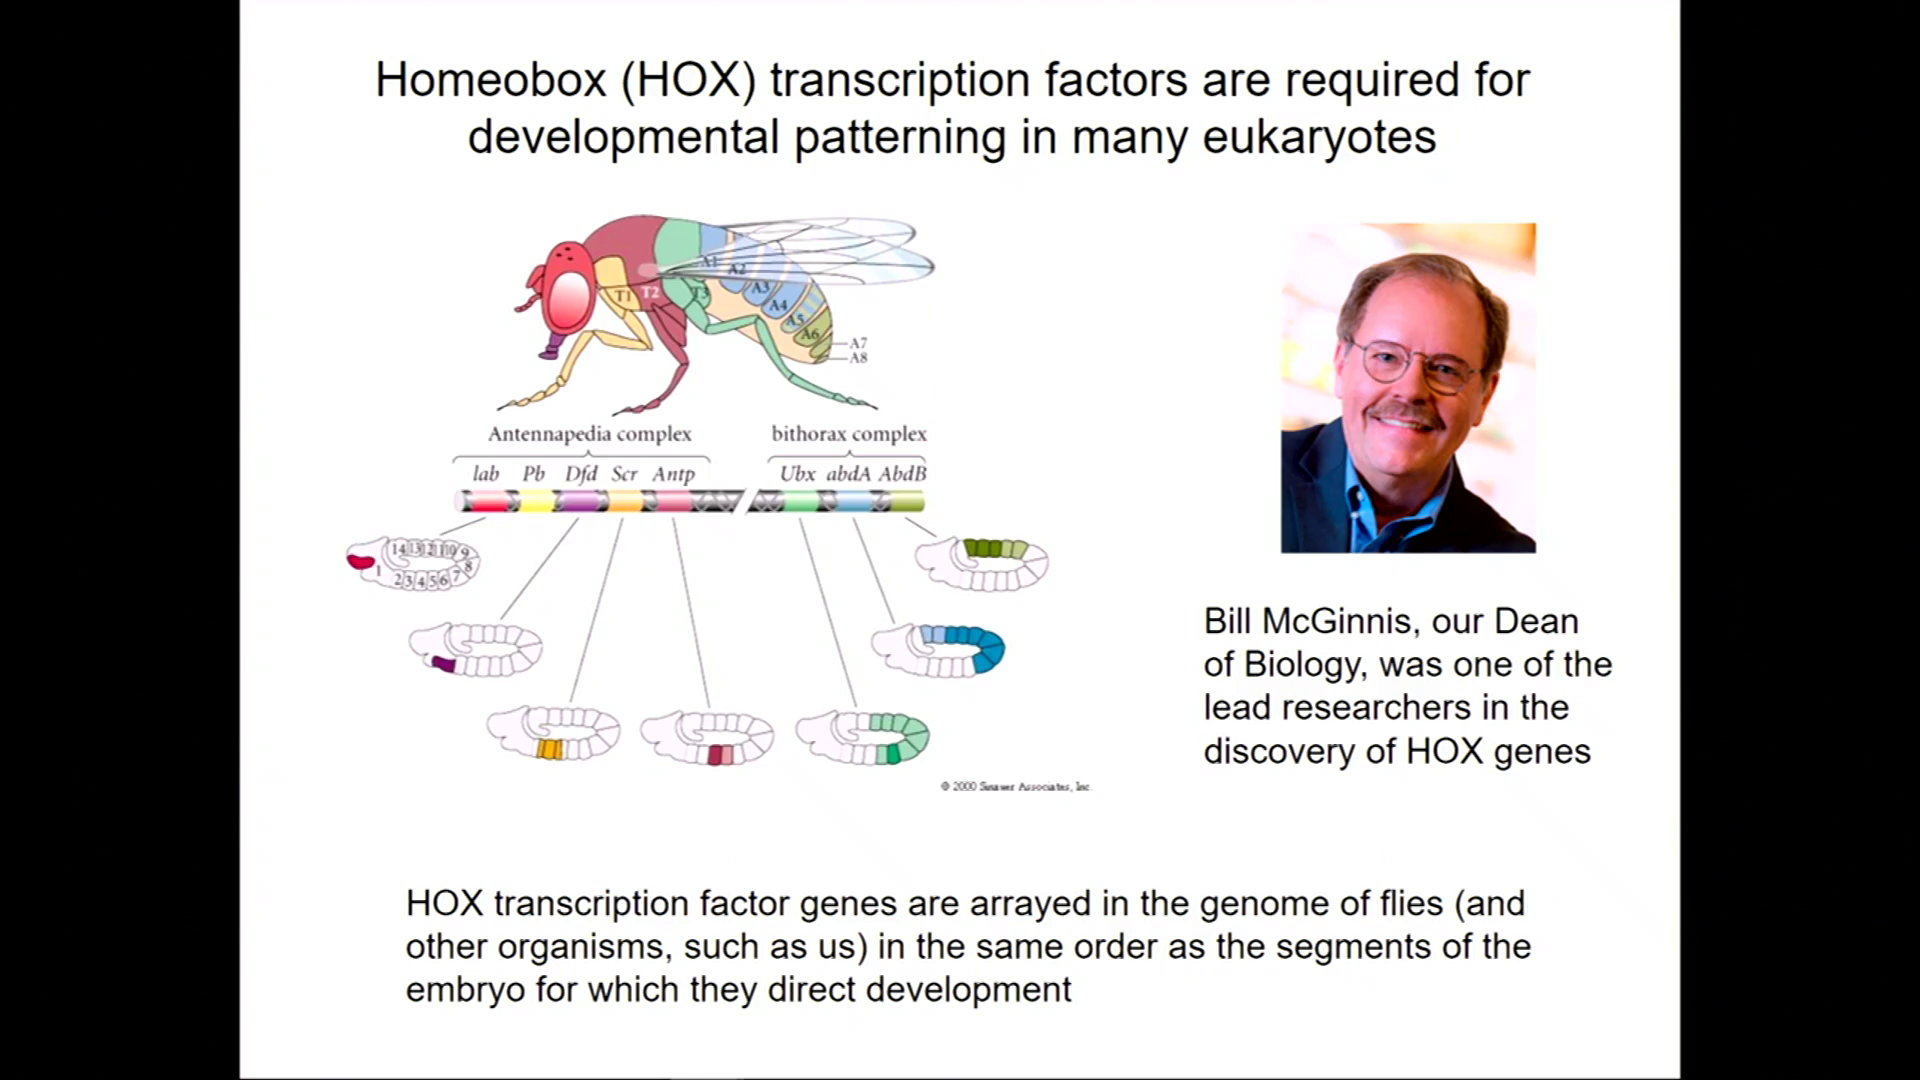 Homeobox (HOX) transcription factors are required for
developmental patterning in many eukaryotes
A1
A2
T1 T2 T3
A3
A4
A5
A6
A7
A8
Antennapedia complex bithorax complex
lab Pb Dfd Scr Antp Ubx abdA AbdB
14 13 12 11 10 9
8
1
2 3 4 5 6 7
© 2000 Sinauer Associates, Inc.
Bill McGinnis, our Dean
of Biology, was one of the
lead researchers in the
discovery of HOX genes
HOX transcription factor genes are arrayed in the genome of flies (and
other organisms, such as us) in the same order as the segments of the
embryo for which they direct development